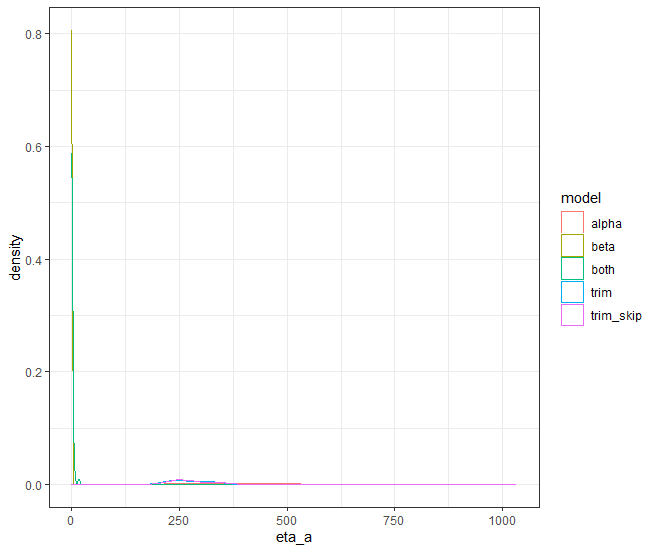 0.8
0.6
0.4
0.2
0.0
density
0
250
500
750
1000
eta_a
model
alpha
beta
both
trim
trim_skip